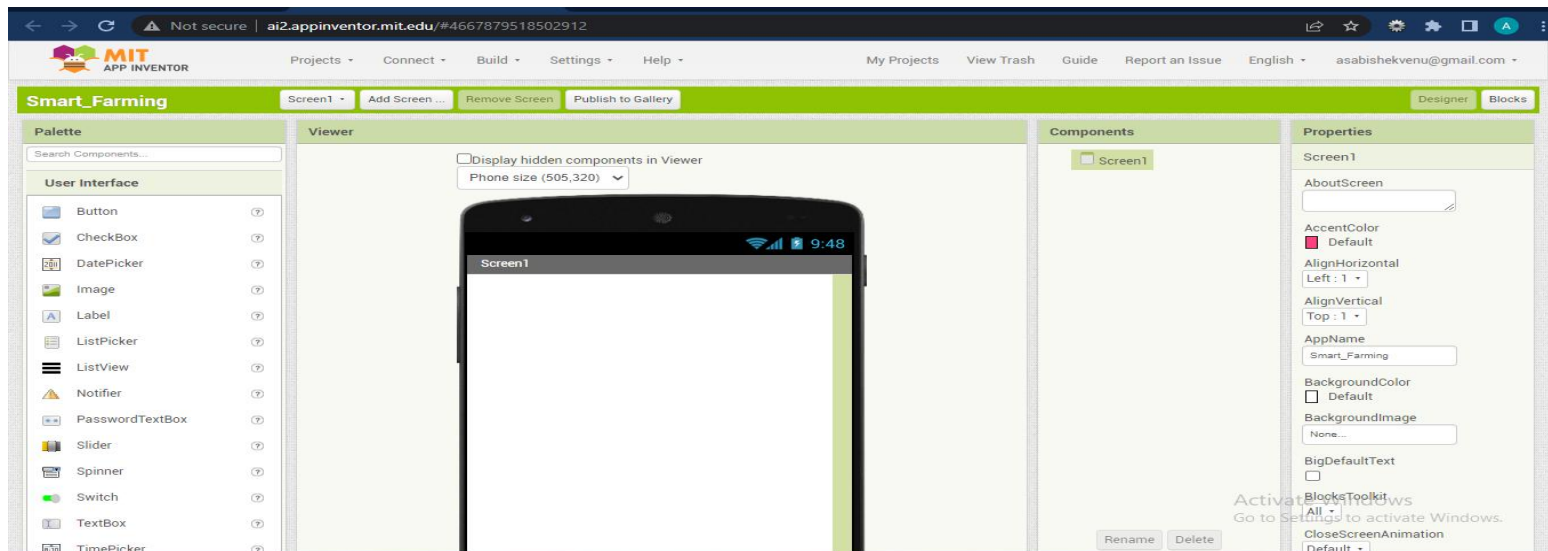 Not secure | ai2.appinventor.mit.edu/#4667879518502912
A
MIT
APP INVENTOR
Projects
Connect
Build
Settings
Help
My Projects
View Trash
Guide
Report an Issue
English
asabishekvenu@gmail.com
Smart_Farming
Screen1
Add Screen ...
Remove Screen
Publish to Gallery
Designer
Blocks
Palette
Search Components...
User Interface
Button
CheckBox
DatePicker
Image
Label
ListPicker
ListView
Notifier
PasswordTextBox
Slider
Spinner
Switch
TextBox
TimePicker
Viewer
Display hidden components in Viewer
Phone size (505,320)
9:48
Screen1
Components
Screen1
Rename
Delete
Properties
Screen1
AboutScreen
AccentColor
Default
AlignHorizontal
Left : 1
AlignVertical
Top : 1
AppName
Smart_Farming
BackgroundColor
Default
BackgroundImage
None...
BigDefaultText
BlocksToolkit
All
CloseScreenAnimation
Default
Activate Windows
Go to Settings to activate Windows.